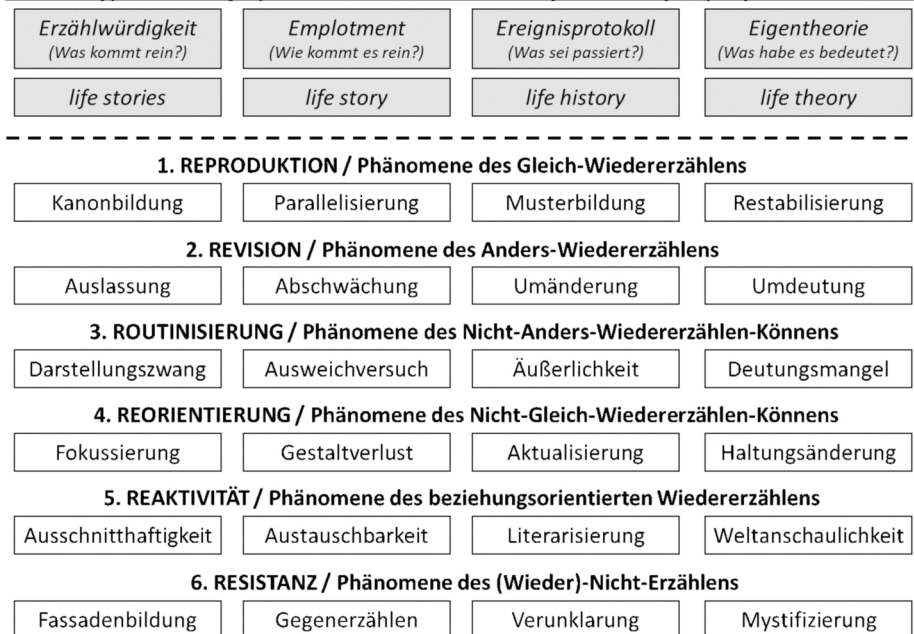 Erzählwürdigkeit Emplotment Ereignisprotokoll Eigentheorie
(Was kommt rein?) (Wie kommt es rein?) (Was sei passiert?) (Was habe es bedeutet?)
life stories life story life history life theory
1. REPRODUKTION / Phänomene des Gleich-Wiedererzählens
Kanonbildung Parallelisierung Musterbildung Restabilisierung
2. REVISION / Phänomene des Anders-Wiedererzählens
Auslassung Abschwächung Umänderung Umdeutung
3. ROUTINISIERUNG / Phänomene des Nicht-Anders-Wiedererzählen-Könnens
Darstellungszwang Ausweichversuch Äußerlichkeit Deutungsmangel
4. REORIENTIERUNG / Phänomene des Nicht-Gleich-Wiedererzählen-Könnens
Fokussierung Gestaltverlust Aktualisierung Haltungsänderung
5. REAKTIVITÄT / Phänomene des beziehungsorientierten Wiedererzählens
Ausschnitthaftigkeit Austauschbarkeit Literarisierung Weltanschaulichkeit
6. RESISTANZ / Phänomene des (Wieder)-Nicht-Erzählens
Fassadenbildung Gegenerzählen Verunklarung Mystifizierung